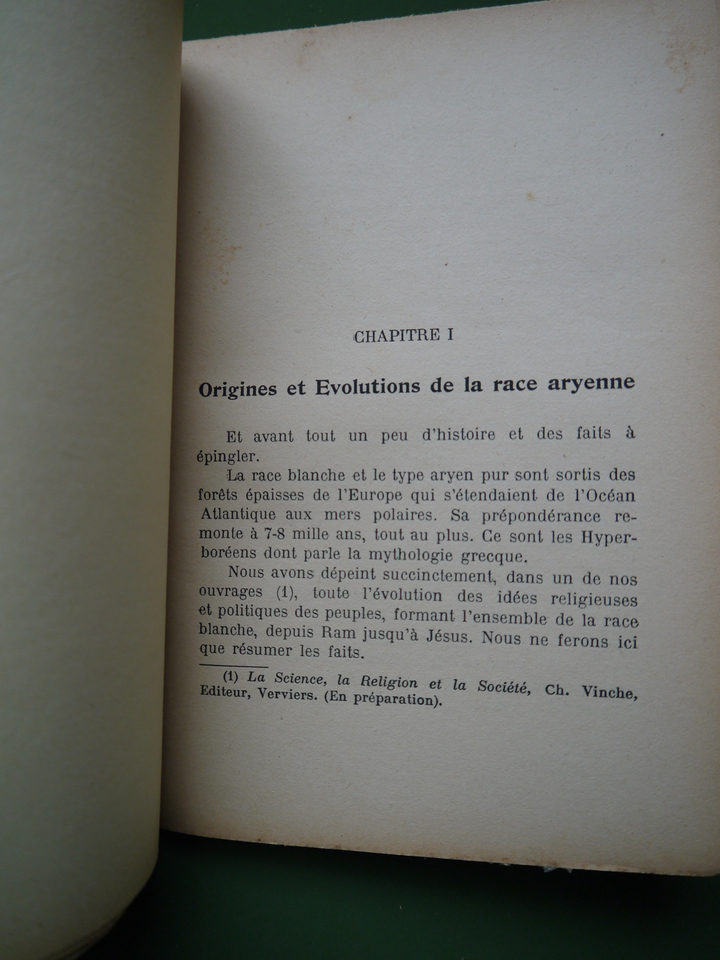 CHAPITRE I
Origines et Evolutions de la race aryenne
Et avant tout un peu d'histoire et des faits à
épingler.
La race blanche et le type aryen pur sont sortis des
forêts épaisses de l'Europe qui s'étendaient de l'Océan
Atlantique aux mers polaires. Sa prépondérance re-
monte à 7-8 mille ans, tout au plus. Ce sont les Hyper-
boréens dont parle la mythologie grecque.
Nous avons dépeint succinctement, dans un de nos
ouvrages (1), toute l'évolution des idées religieuses
et politiques des peuples, formant l'ensemble de la race
blanche, depuis Ram jusqu'à Jésus. Nous ne ferons ici
que résumer les faits.
(1) La Science, la Religion et la Société, Ch. Vinche,
Editeur, Verviers. (En préparation).